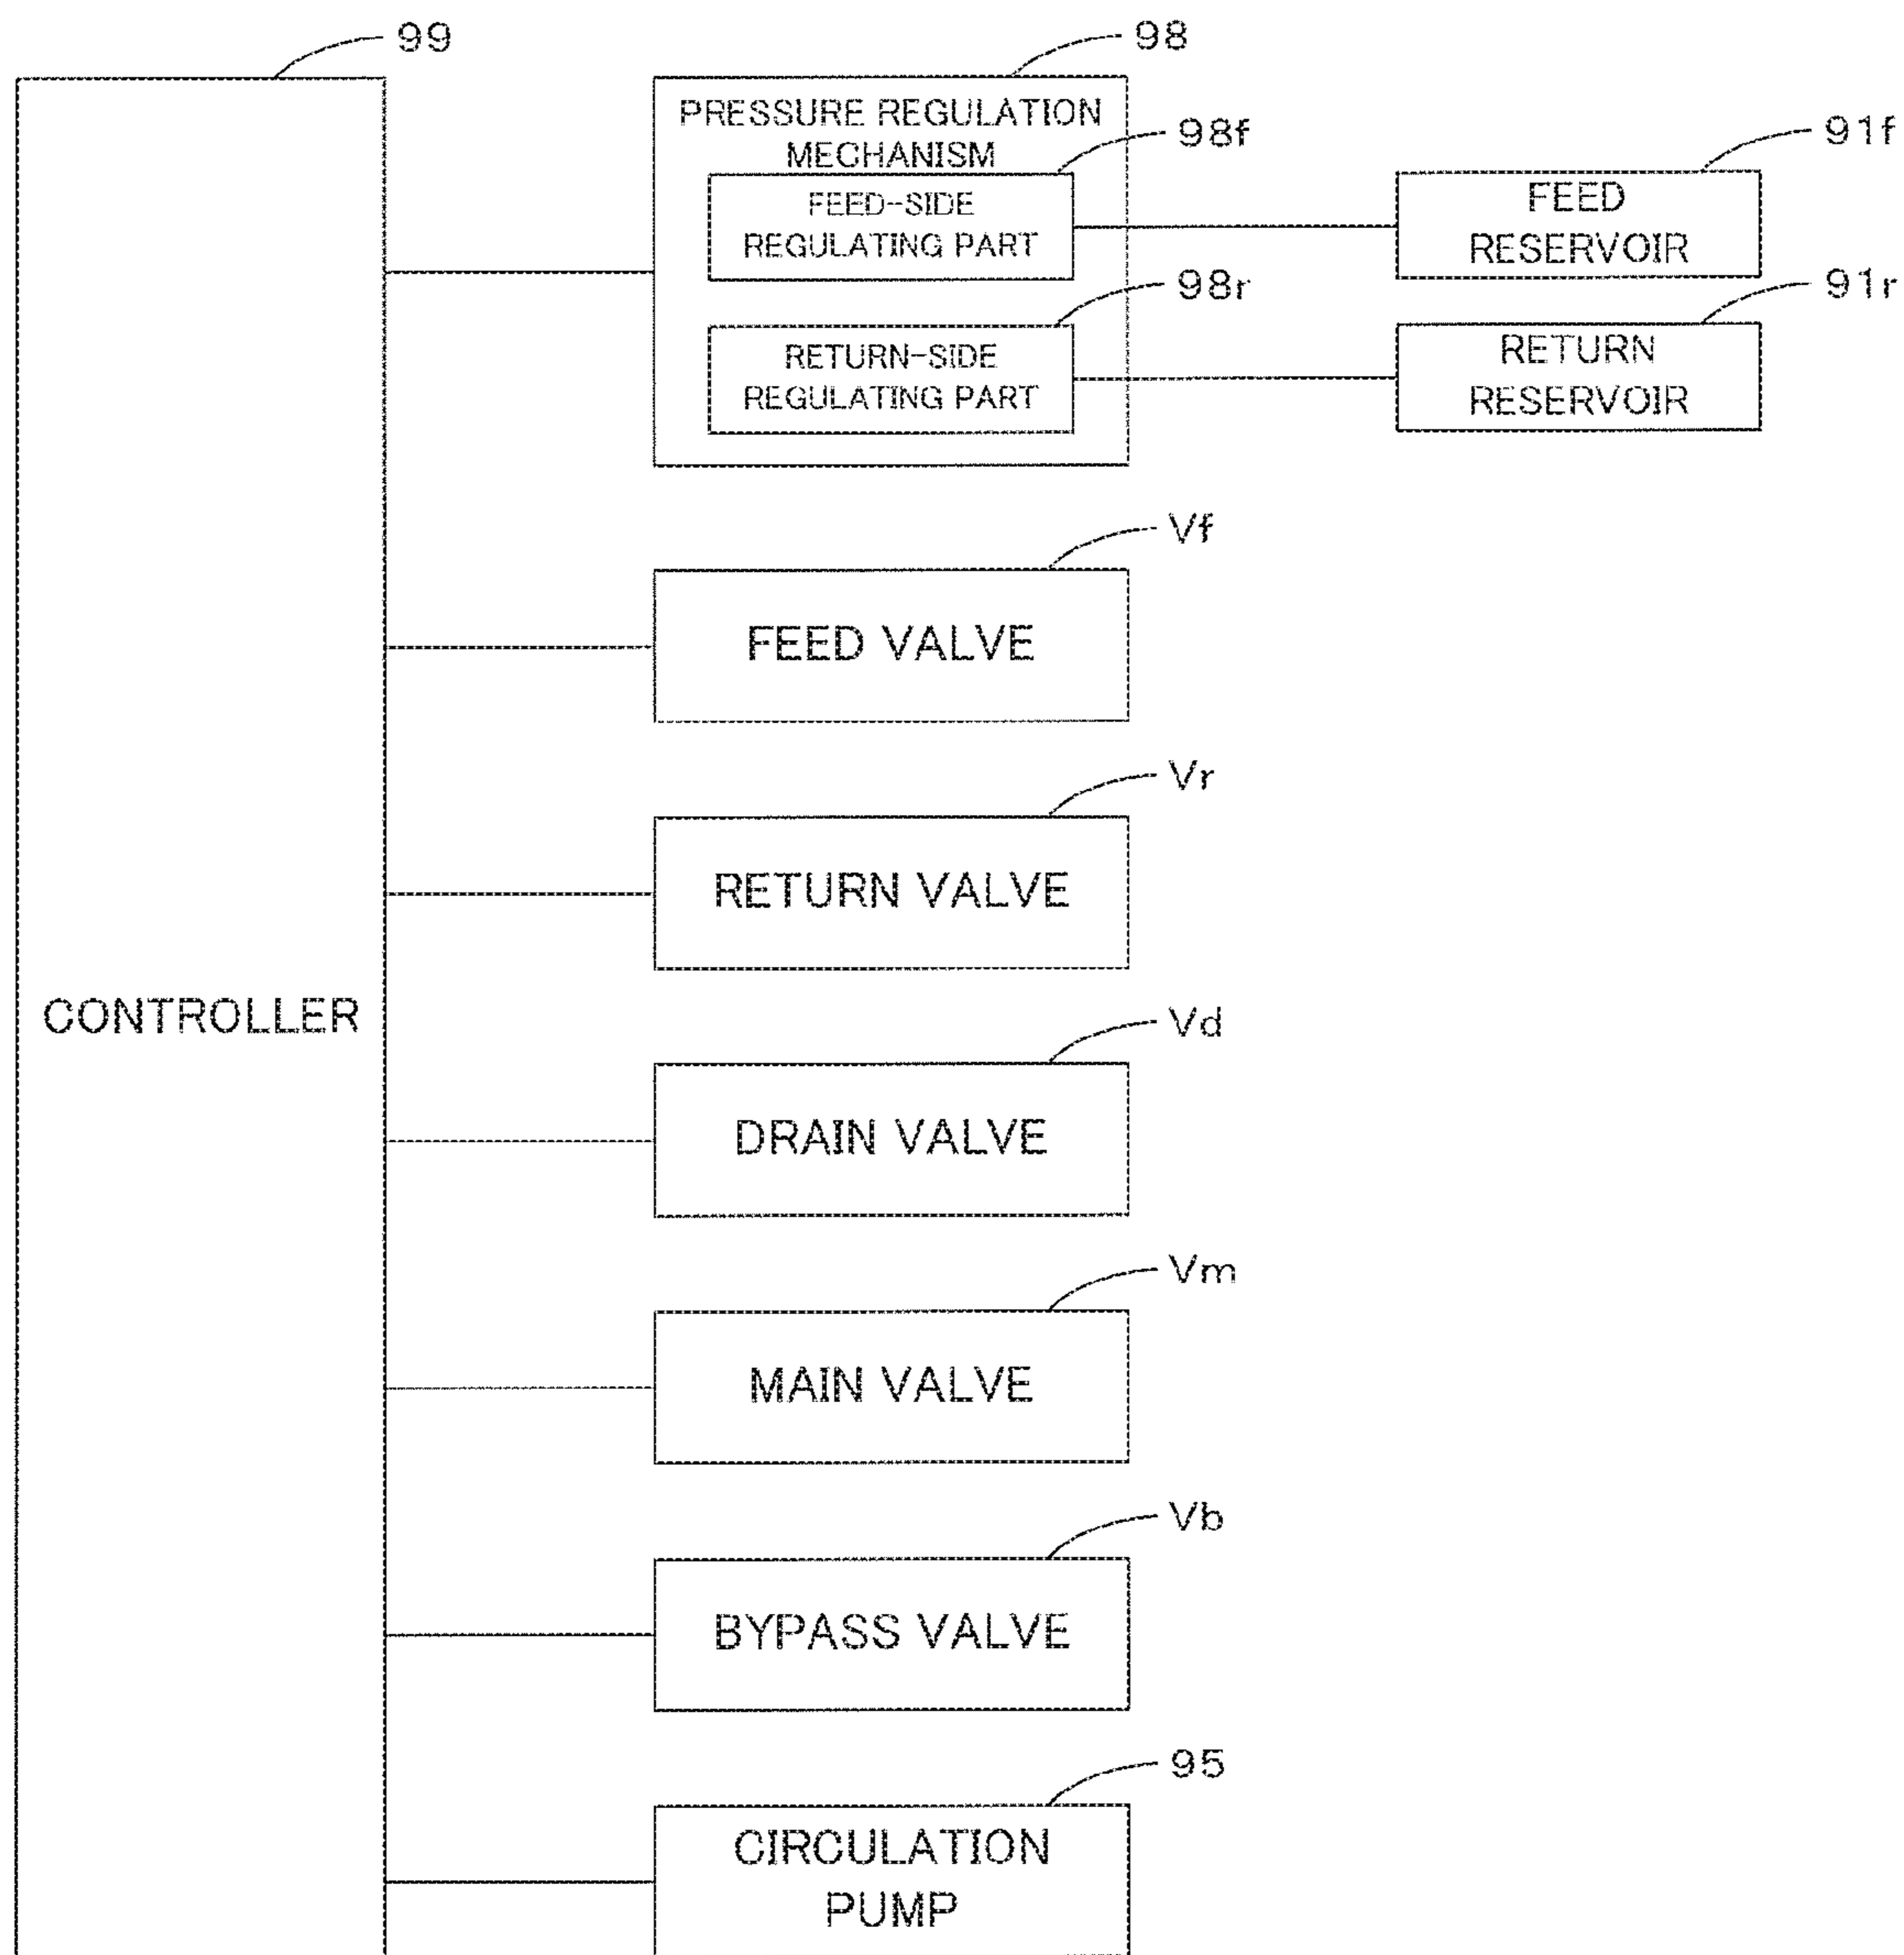 99
98
PRESSURE REGULATION
MECHANISM
98f
91f
FEED-SIDE
REGULATING PART
FEED
RESERVOIR
98r
91r
RETURN-SIDE
REGULATING PART
RETURN
RESERVOIR
Vf
FEED VALVE
Vr
RETURN VALVE
CONTROLLER
Vd
DRAIN VALVE
Vm
MAIN VALVE
Vb
BYPASS VALVE
95
CIRCULATION
PUMP